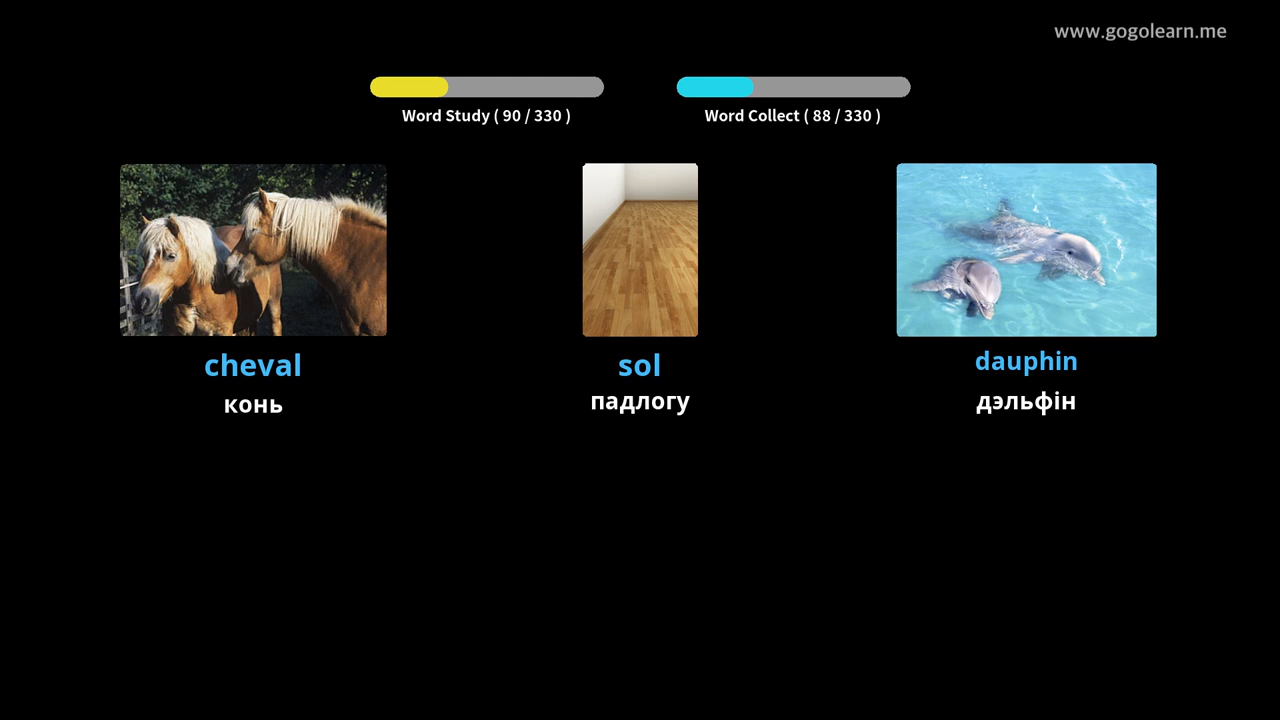 www.gogolearn.me
Word Study ( 90 / 330 )
Word Collect ( 88 / 330 )
cheval
конь
sol
падлогу
dauphin
дэльфін